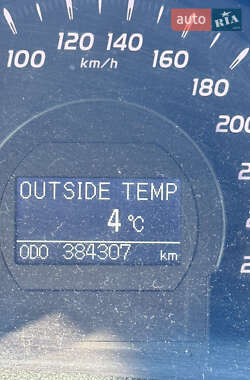 auto RIA
100 120 140 160 180 200
km/h
OUTSIDE TEMP
4 °C
ODO 384307 km